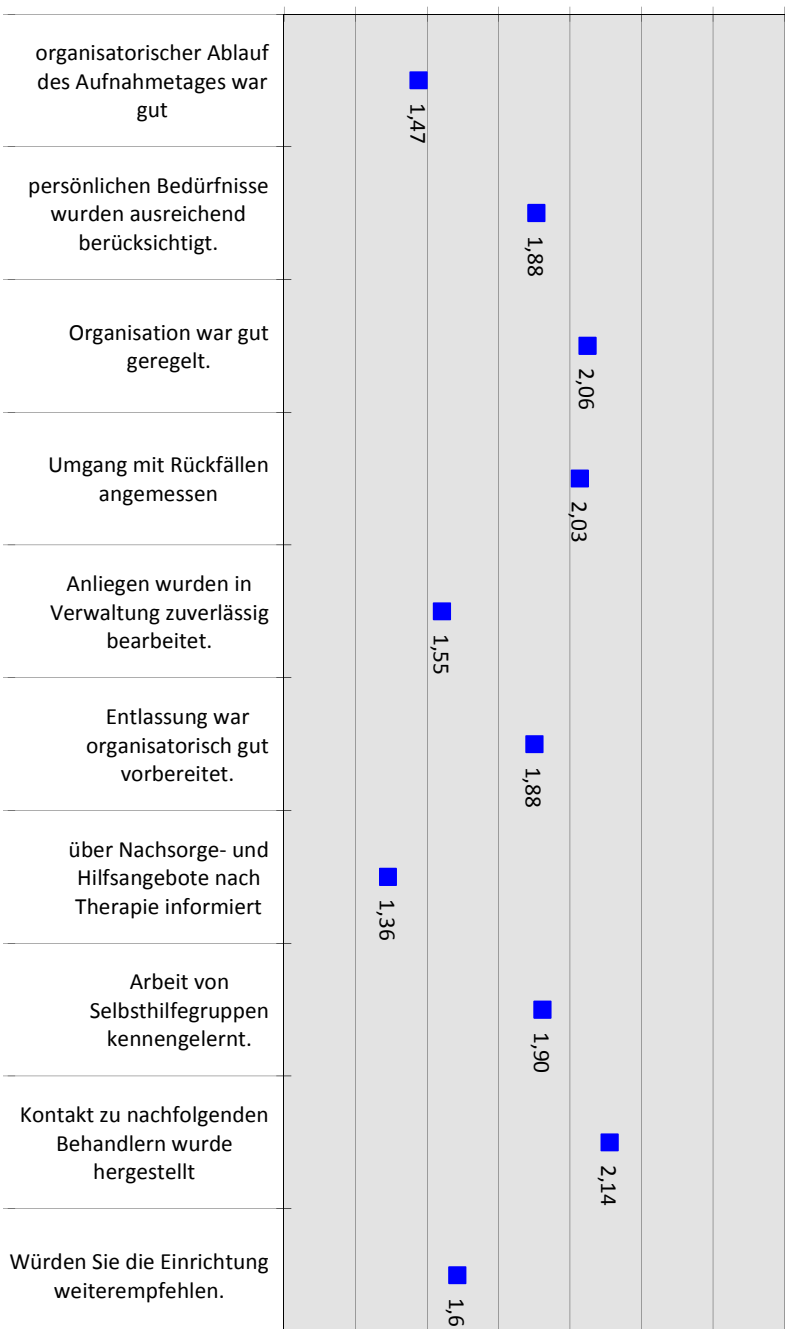 organisatorischer Ablauf
des Aufnahmetages war
gut
1,47
persönlichen Bedürfnisse
wurden ausreichend
berücksichtigt.
1,88
Organisation war gut
geregelt.
2,06
Umgang mit Rückfällen
angemessen
2,03
Anliegen wurden in
Verwaltung zuverlässig
bearbeitet.
1,55
Entlassung war
organisatorisch gut
vorbereitet.
1,88
über Nachsorge- und
Hilfsangebote nach
Therapie informiert
1,36
Arbeit von
Selbsthilfegruppen
kennengelernt.
1,90
Kontakt zu nachfolgenden
Behandlern wurde
hergestellt
2,14
Würden Sie die Einrichtung
weiterempfehlen.
1,6